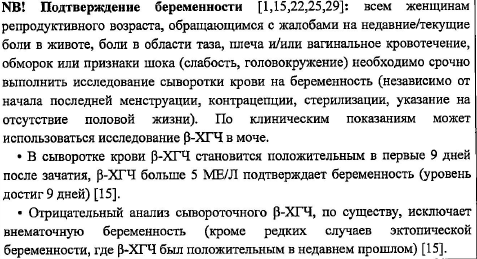 NB! Подтверждение беременности [1,15,22,25,29]: всем женщинам
репродуктивного возраста, обращающимся с жалобами на недавние/текущие
боли в животе, боли в области таза, плеча и/или вагинальное кровотечение,
обморок или признаки шока (слабость, головокружение) необходимо срочно
выполнить исследование сыворотки крови на беременность (независимо от
начала последней менструации, контрацепции, стерилизации, указание на
отсутствие половой жизни). По клиническим показаниям может
использоваться исследование β-ХГЧ в моче.
• В сыворотке крови β-ХГЧ становится положительным в первые 9 дней
после зачатия, β-ХГЧ больше 5 МЕ/Л подтверждает беременность (уровень
достиг 9 дней) [15].
• Отрицательный анализ сывороточного β-ХГЧ, по существу, исключает
внематочную беременность (кроме редких случаев эктопической
беременности, где β-ХГЧ был положительным в недавнем прошлом) [15].